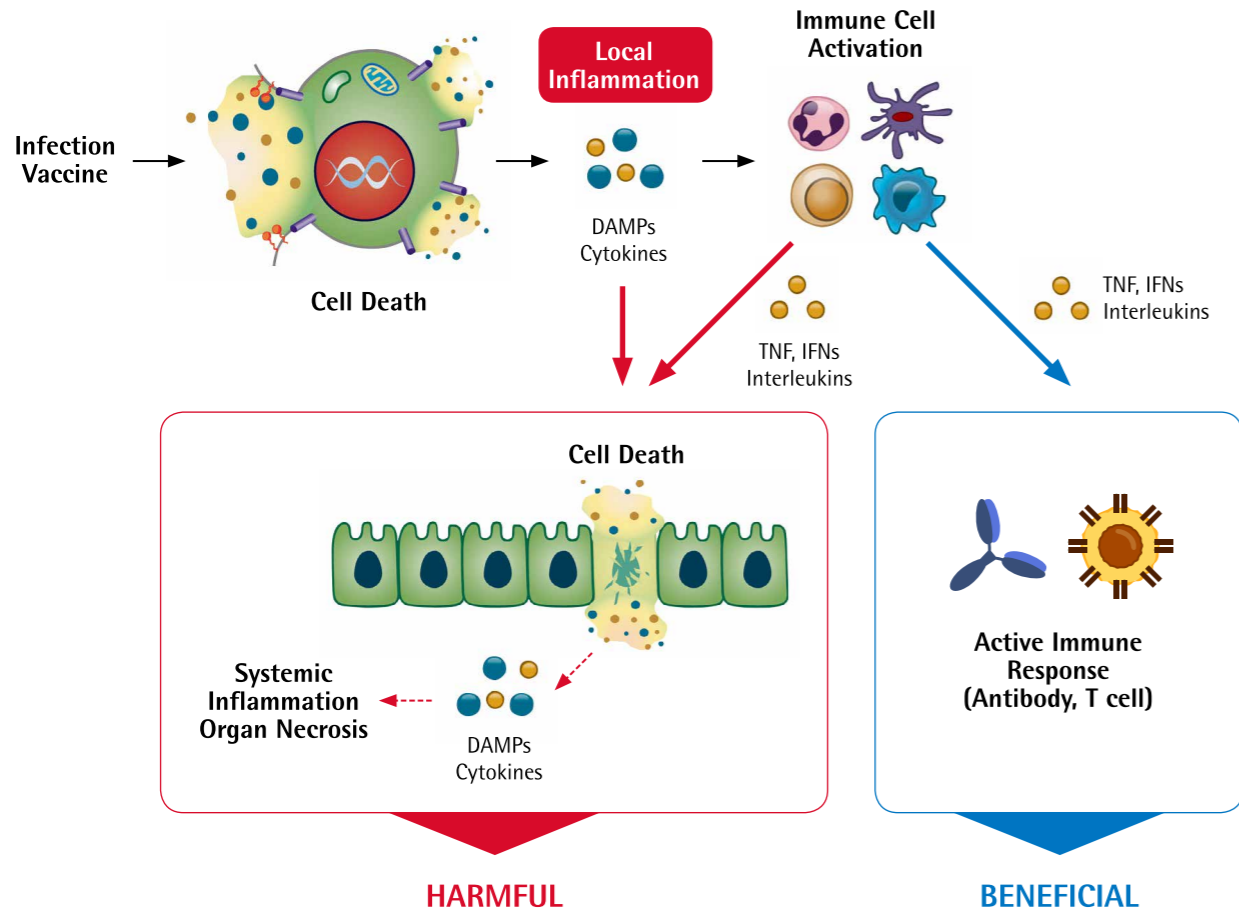 Infection
Vaccine
Cell Death
Local
Inflammation
DAMPs
Cytokines
Immune Cell
Activation
TNF, IFNs
Interleukins
TNF, IFNs
Interleukins
Cell Death
Systemic
Inflammation
Organ Necrosis
DAMPs
Cytokines
HARMFUL
Active Immune
Response
(Antibody, T cell)
BENEFICIAL